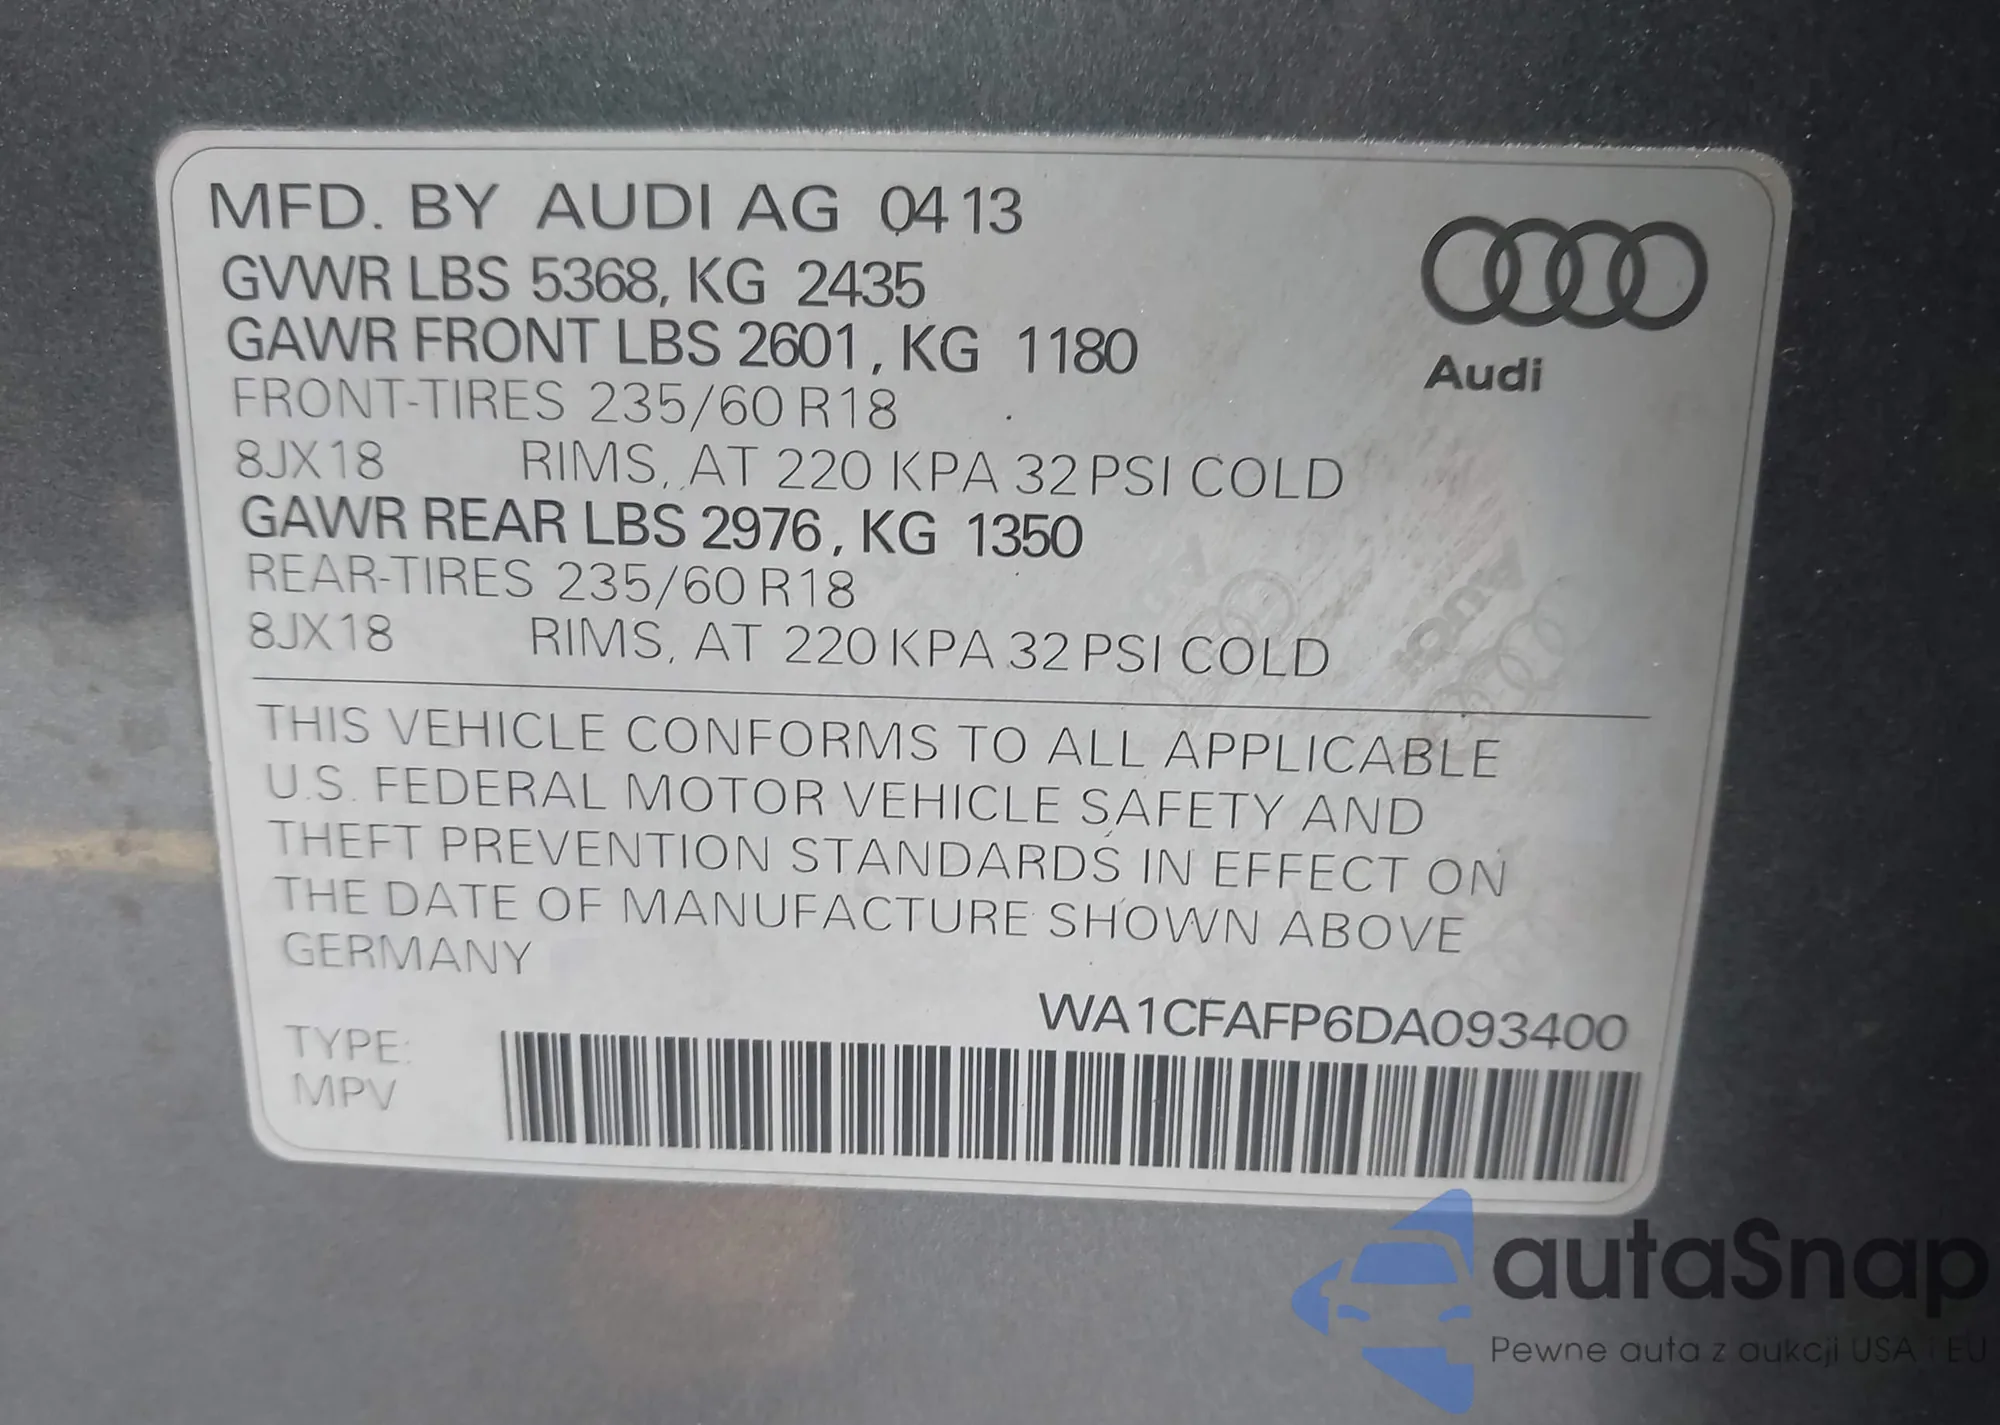 MFD. BY AUDI AG 04 13
GVWR LBS 5368, KG 2435
GAWR FRONT LBS 2601, KG 1180
FRONT-TIRES 235/60 R18
8JX18 RIMS, AT 220 KPA 32 PSI COLD
GAWR REAR LBS 2976, KG 1350
REAR-TIRES 235/60 R18
8JX18 RIMS, AT 220 KPA 32 PSI COLD
Audi
THIS VEHICLE CONFORMS TO ALL APPLICABLE
U.S. FEDERAL MOTOR VEHICLE SAFETY AND
THEFT PREVENTION STANDARDS IN EFFECT ON
THE DATE OF MANUFACTURE SHOWN ABOVE
GERMANY
WA1CFAFP6DA093400
TYPE:
MPV
autaSnap
Pewne auta z aukcji USA i EU